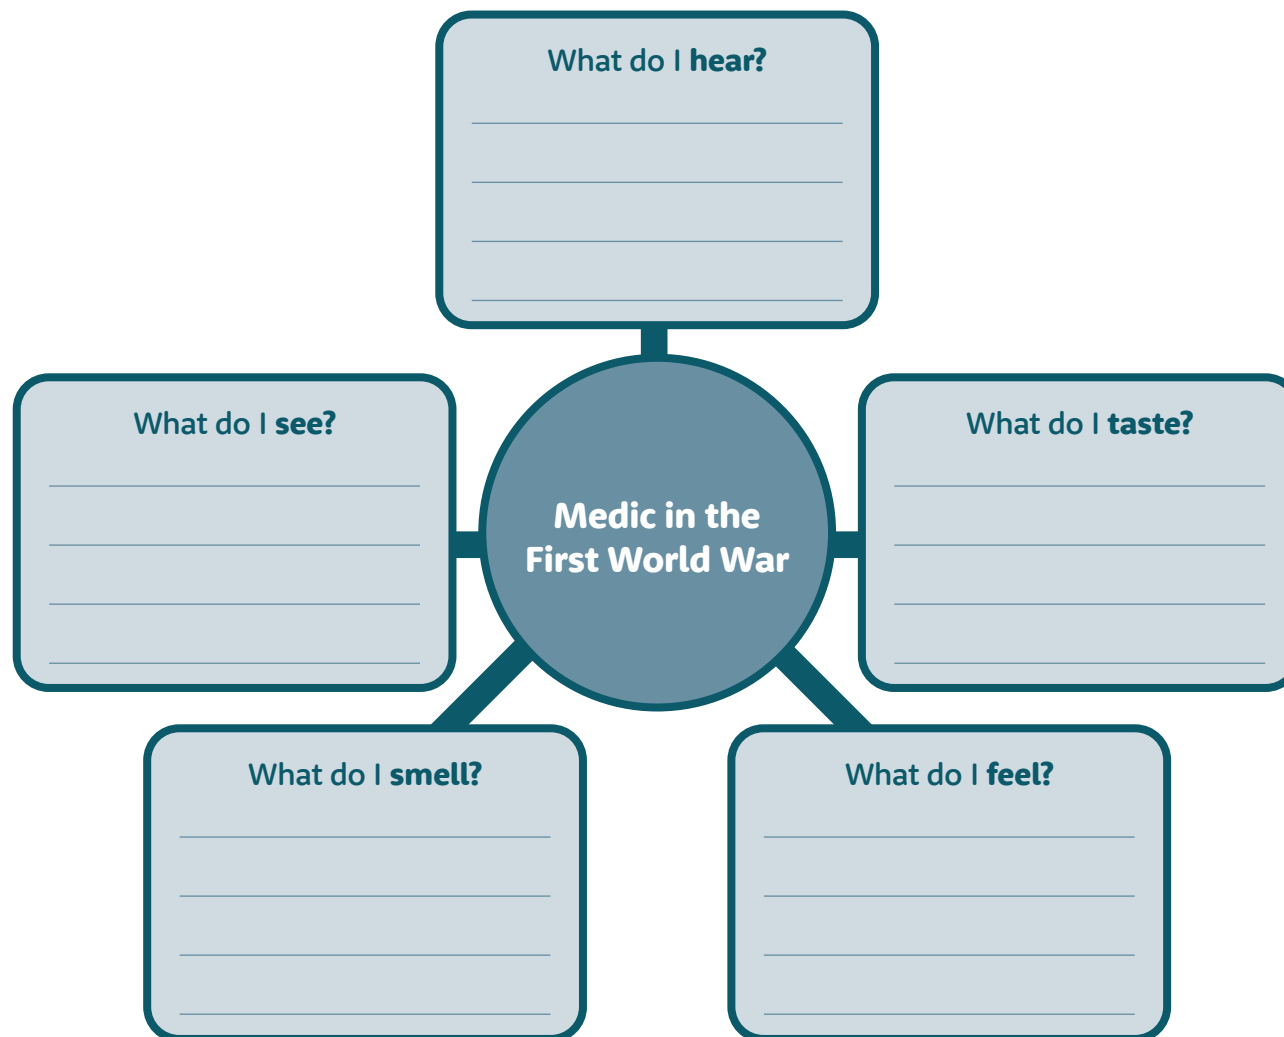 What do I hear?
What do I see?
Medic in the
First World War
What do I taste?
What do I smell?
What do I feel?